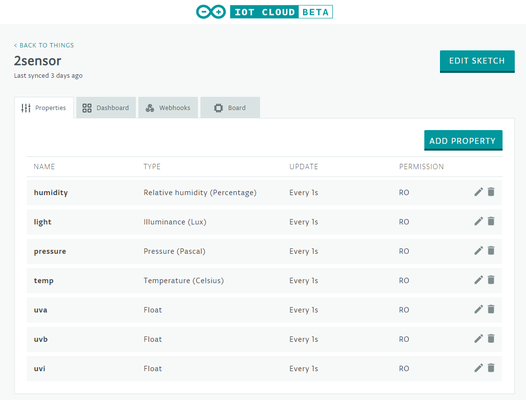 IOT CLOUD BETA
< BACK TO THINGS
2sensor
Last synced 3 days ago
EDIT SKETCH
Properties Dashboard Webhooks Board
ADD PROPERTY
NAME TYPE UPDATE PERMISSION
humidity Relative humidity (Percentage) Every 1s RO
light Illuminance (Lux) Every 1s RO
pressure Pressure (Pascal) Every 1s RO
temp Temperature (Celsius) Every 1s RO
uva Float Every 1s RO
uvb Float Every 1s RO
uvi Float Every 1s RO